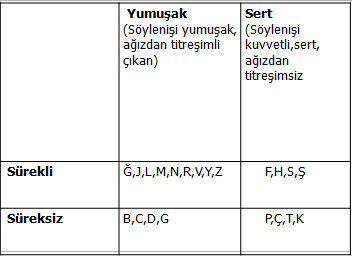 Yumuşak
(Söylenişi yumuşak,
ağızdan titreşimli
çıkan)
Sert
(Söylenişi
kuvvetli,sert,
ağızdan
titreşimsiz
Sürekli
Ğ,J,L,M,N,R,V,Y,Z
F,H,S,Ş
Süreksiz
B,C,D,G
P,Ç,T,K